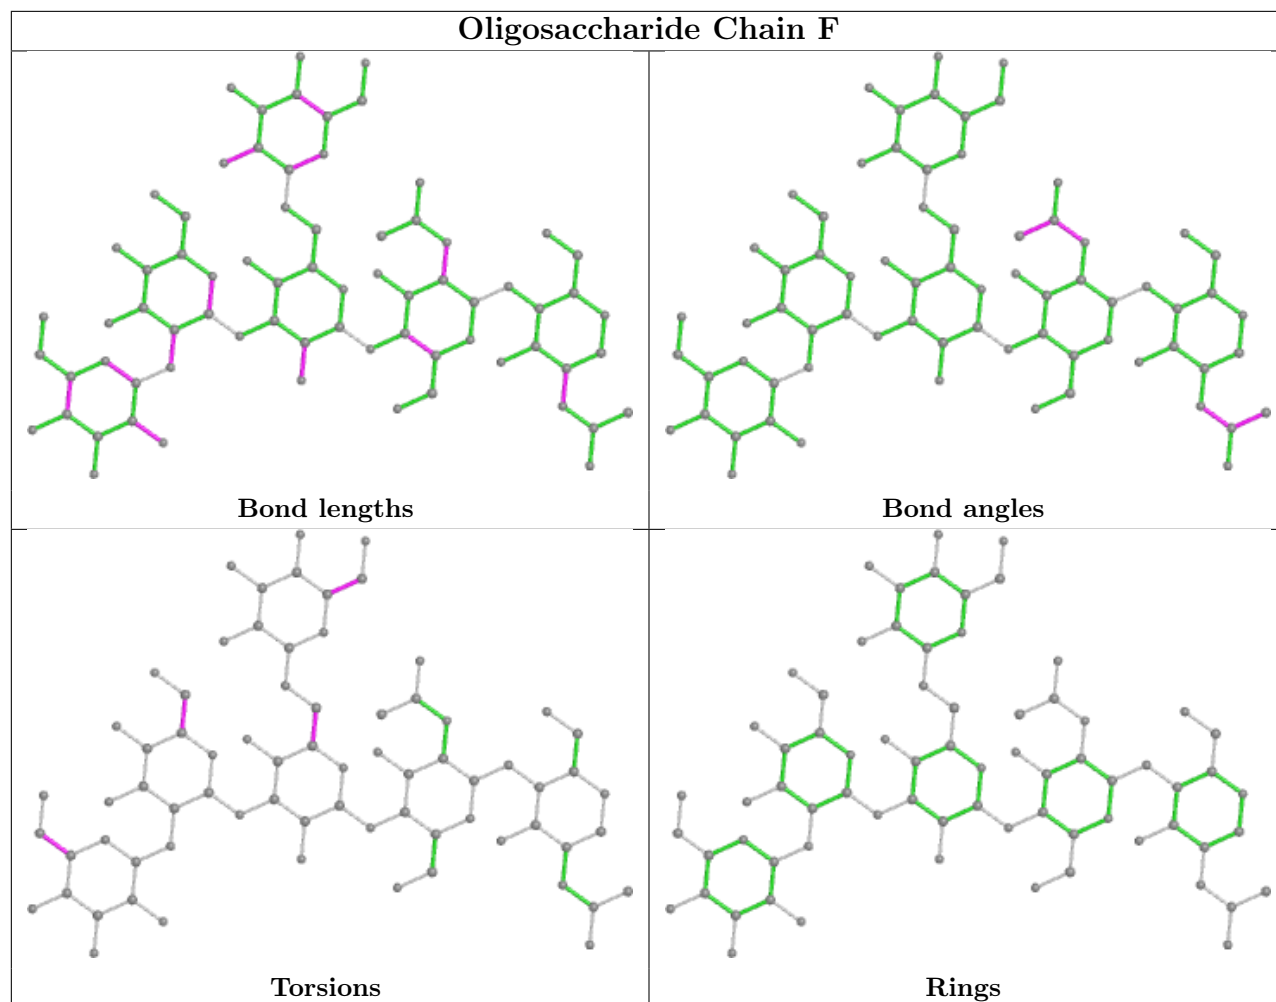 Oligosaccharide Chain F
Bond lengths
Bond angles
Torsions
Rings